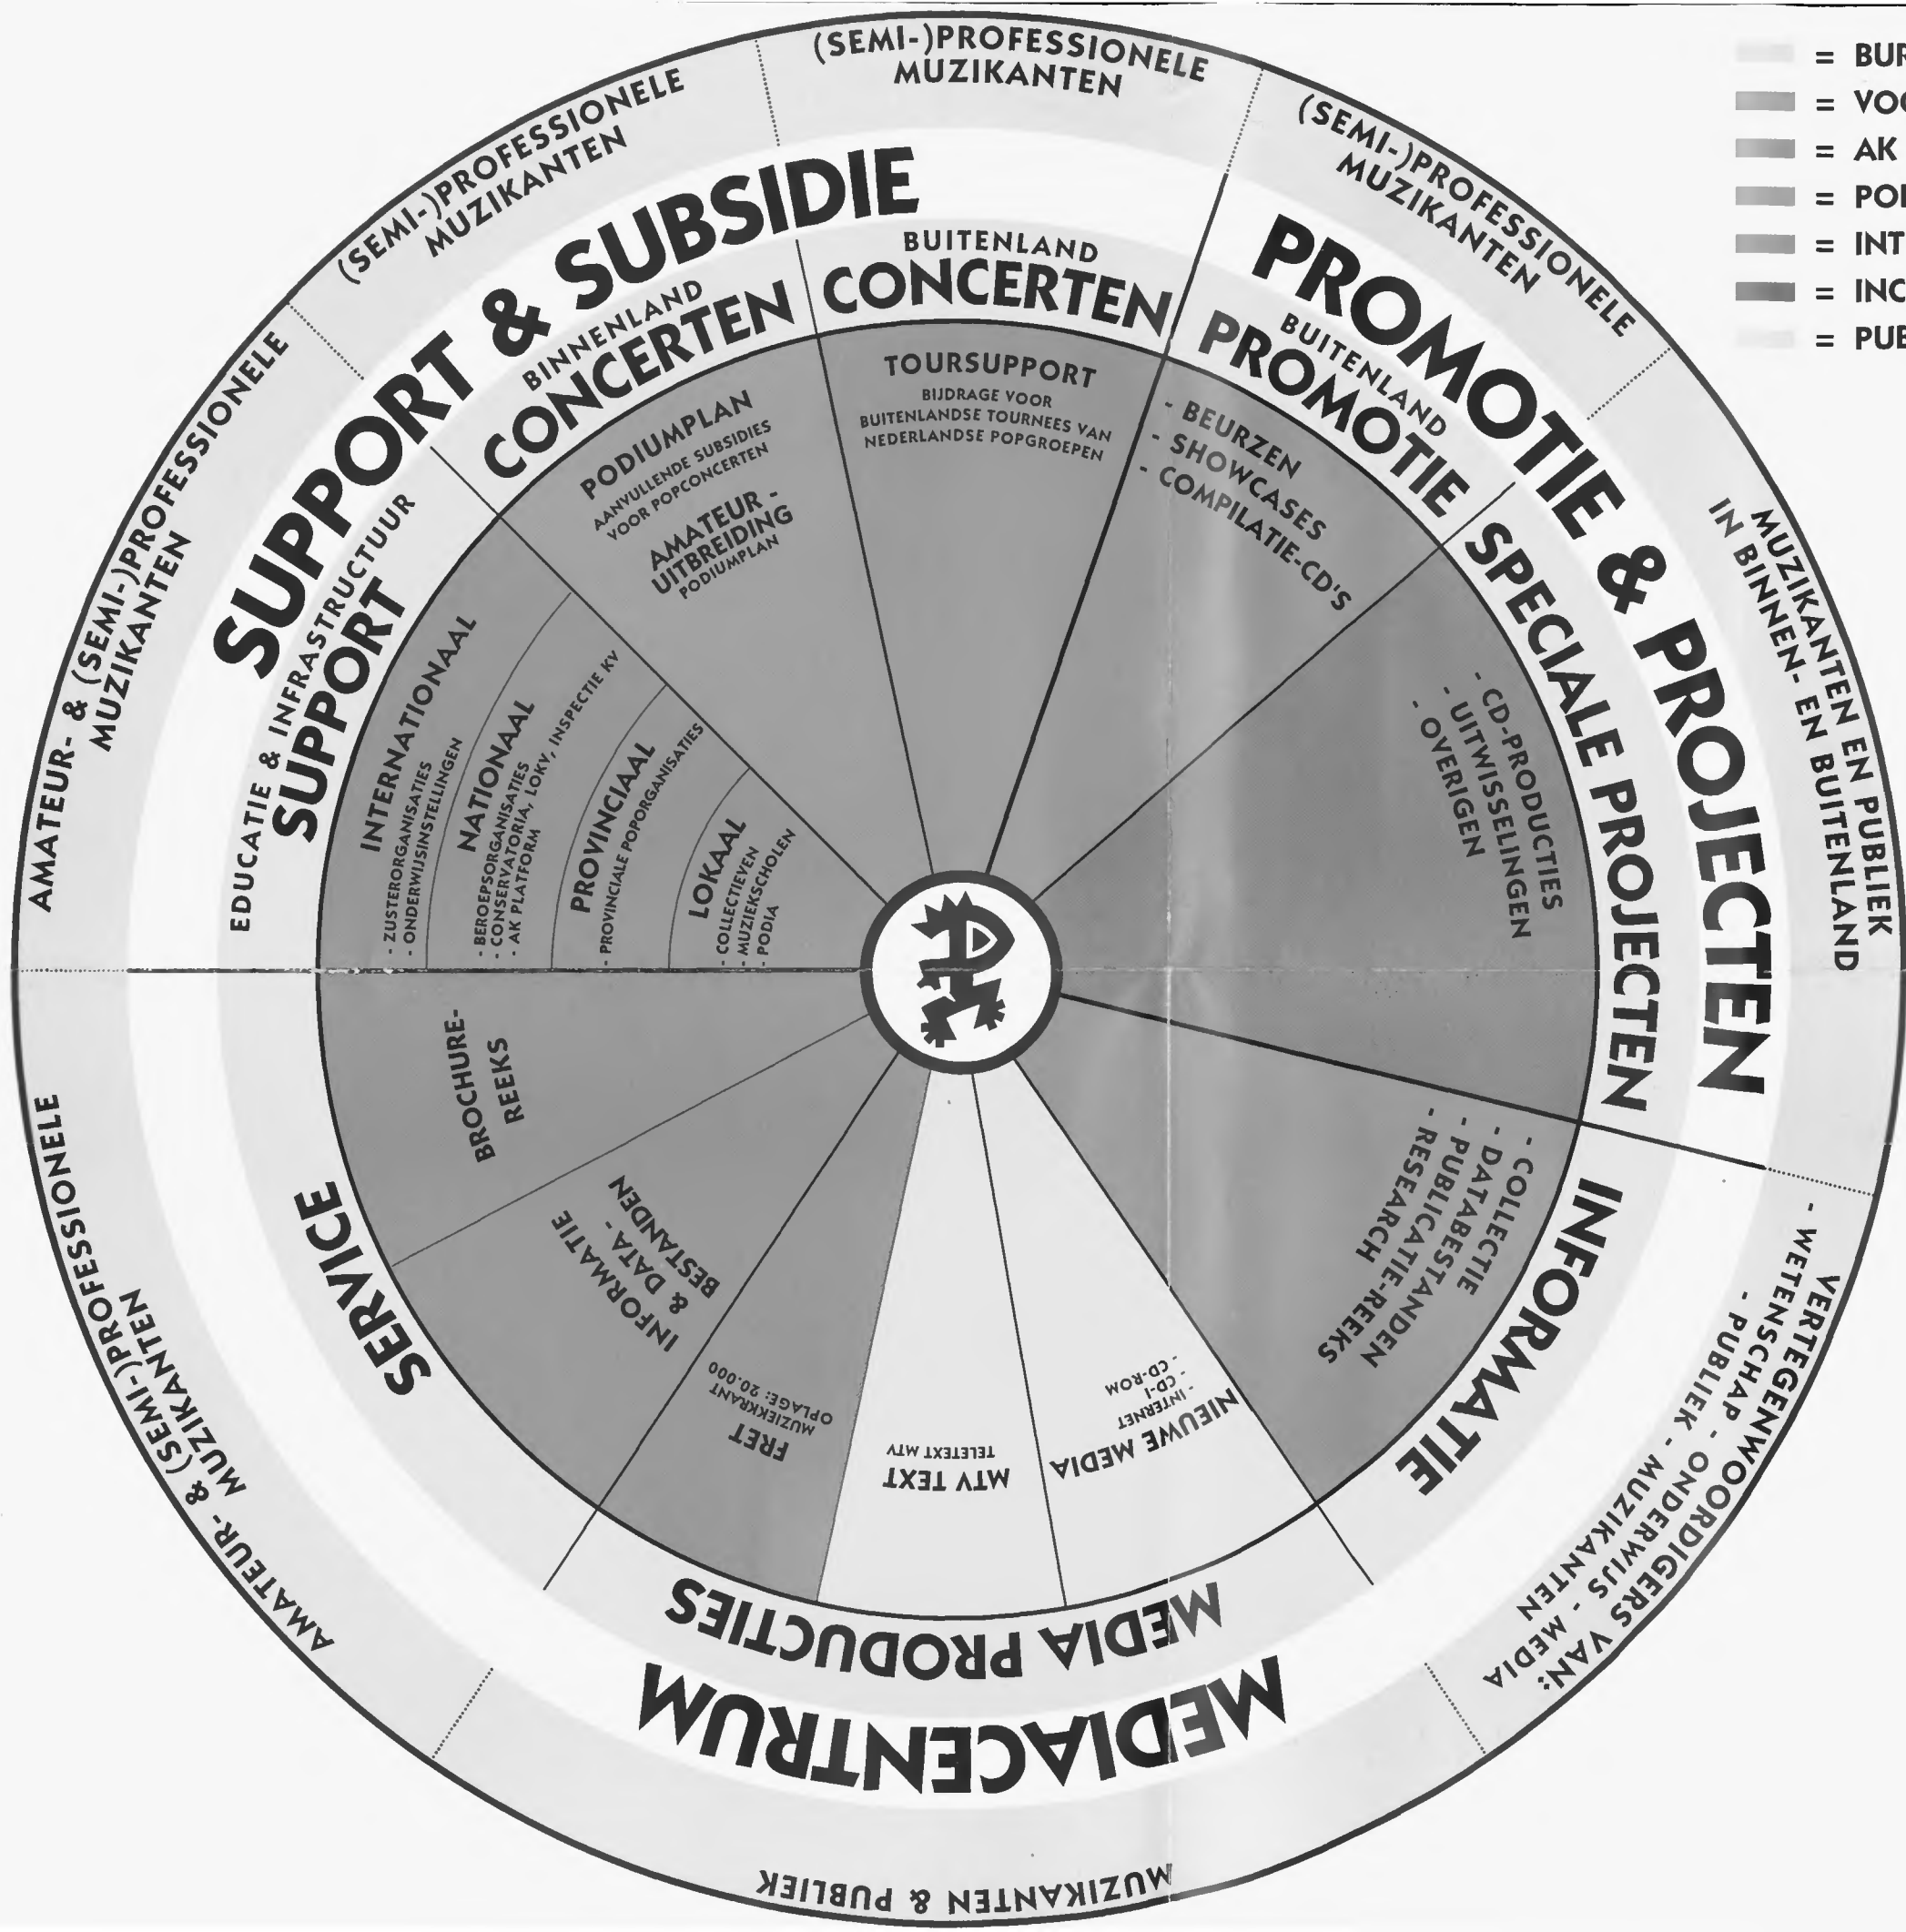 (SEMI-)PROFESSIONELE
MUZIKANTEN
(SEMI-)PROFESSIONELE
MUZIKANTEN
(SEMI-)PROFESSIONELE
MUZIKANTEN
AMATEUR- & (SEMI-)PROFESSIONELE
MUZIKANTEN
= BUR
= VOO
= AK
= POI
= INT
= INC
= PUB
SUPPORT & SUBSIDIE
EDUCATIE & INFRASTRUCTUUR
SUPPORT
INTERNATIONAAL
- ZUSTERORGANISATIES
- ONDERWIJSINSTELLINGEN
NATIONAAL
- BEROEPSORGANISATIES
- CONSERVATORIA, LOKV, INSPECTIE KV
- AK PLATFORM
PROVINCIAAL
- PROVINCIALE POPORGANISATIES
LOKAAL
- COLLECTIEVEN
- MUZIEKSCHOLEN
- PODIA
BINNENLAND
CONCERTEN
PODIUMPLAN
AANVULLENDE SUBSIDIES
VOOR POPCONCERTEN
AMATEUR -
UITBREIDING
PODIUMPLAN
BUITENLAND
CONCERTEN
TOURSUPPORT
BIJDRAGE VOOR
BUITENLANDSE TOURNEES VAN
NEDERLANDSE POPGROEPEN
PROMOTIE & PROJECTEN
BUITENLAND
PROMOTIE
- BEURZEN
- SHOWCASES
- COMPILATIE-CD'S
SPECIALE PROJECTEN
- CD-PRODUCTIES
- UITWISSELINGEN
- OVERIGEN
MUZIKANTEN EN PUBLIEK
IN BINNEN- EN BUITENLAND
INFORMATIE
- COLLECTIE
- DATABESTANDEN
- PUBLICATIE-REEKS
- RESEARCH
VERTEGENWOORDIGERS VAN:
- WETENSCHAP - ONDERWIJS - MEDIA
- PUBLIEK - MUZIKANTEN
MEDIACENTRUM
MEDIA PRODUCTIES
NIEUWE MEDIA
- INTERNET
- CD-I
- CD-ROM
MTV TEXT
TELETEXT MTV
FRET
MUZIEKKRANT
OPLAGE: 20.000
MUZIKANTEN & PUBLIEK
SERVICE
INFORMATIE
& DATA -
BESTANDEN
BROCHURE-
REEKS
AMATEUR- & (SEMI-)PROFESSIONELE
MUZIKANTEN